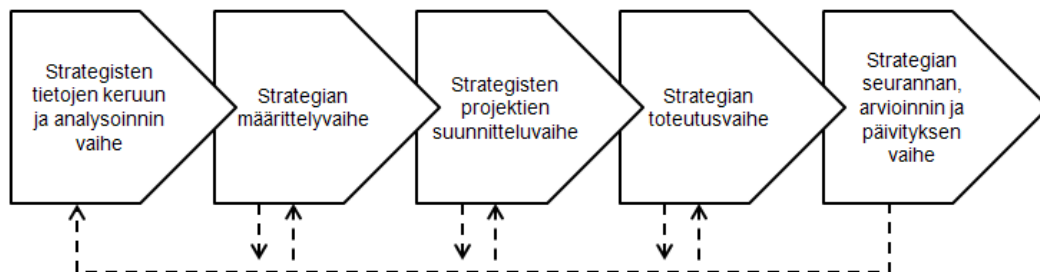 Strategisten
tietojen keruun
ja analysoinnin
vaihe
Strategian
määrittelyvaihe
Strategisten
projektien
suunnitteluvaihe
Strategian
toteutusvaihe
Strategian
seurannan,
arvioinnin ja
päivityksen
vaihe